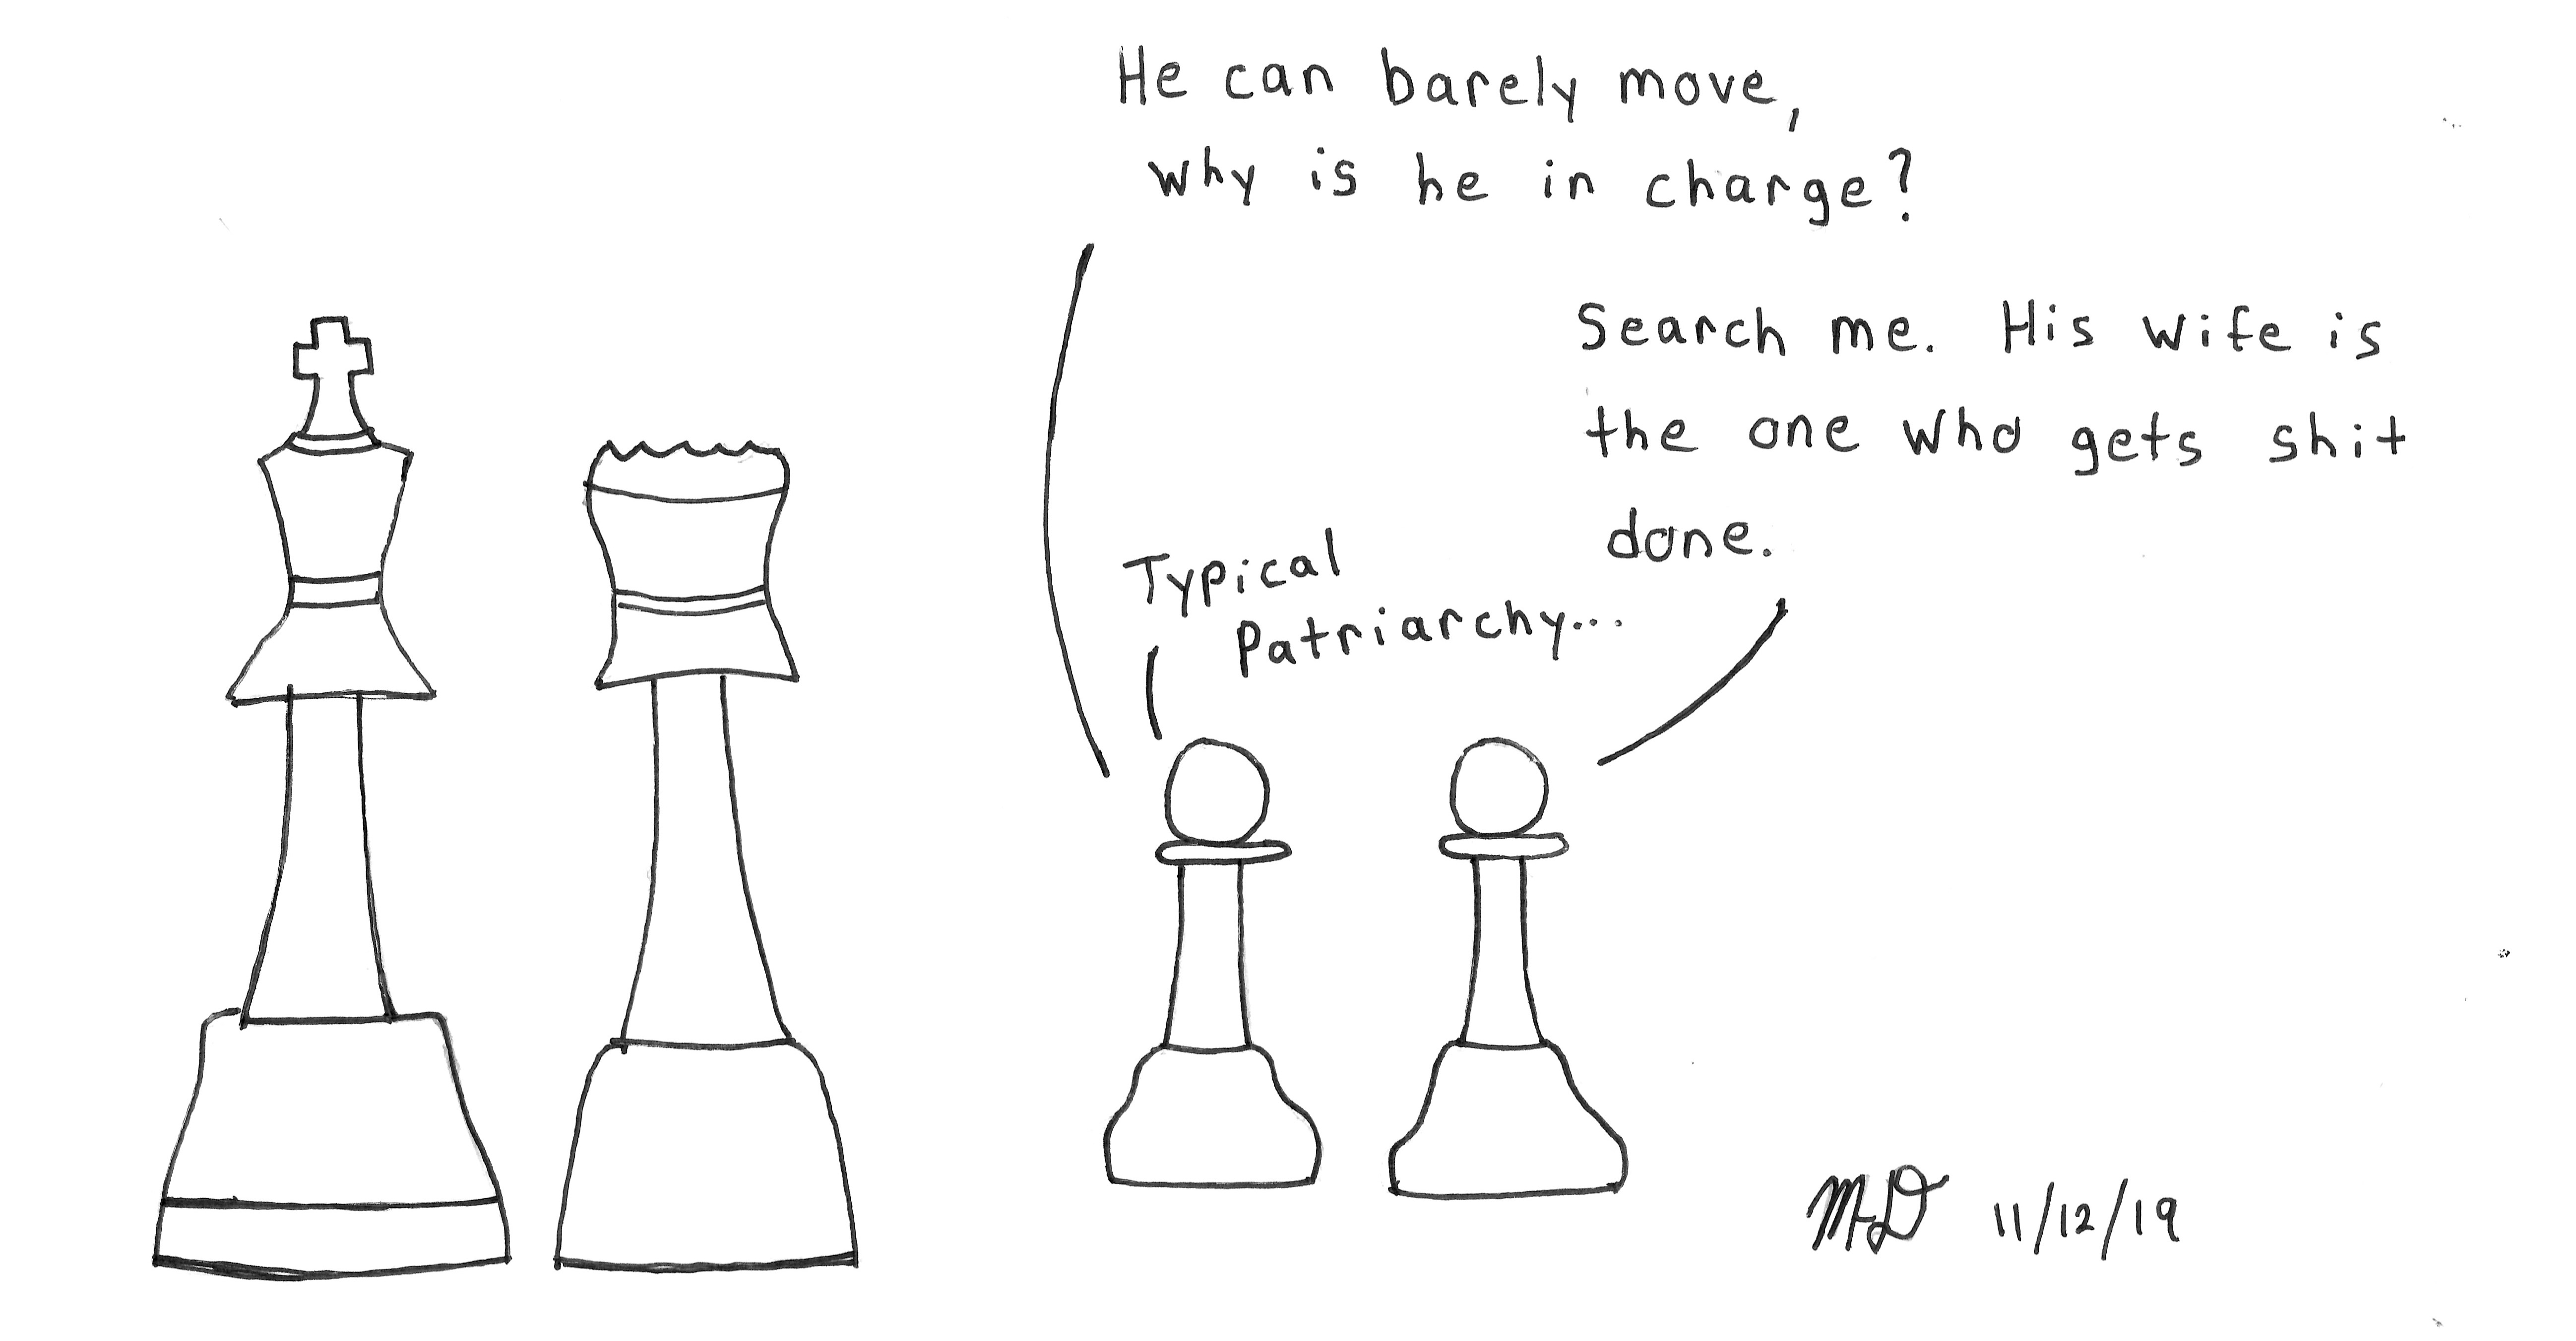 He can barely move,
why is he in charge?
Search me. His wife is
the one who gets shit
done.
Typical
Patriarchy...
MD 11/12/19